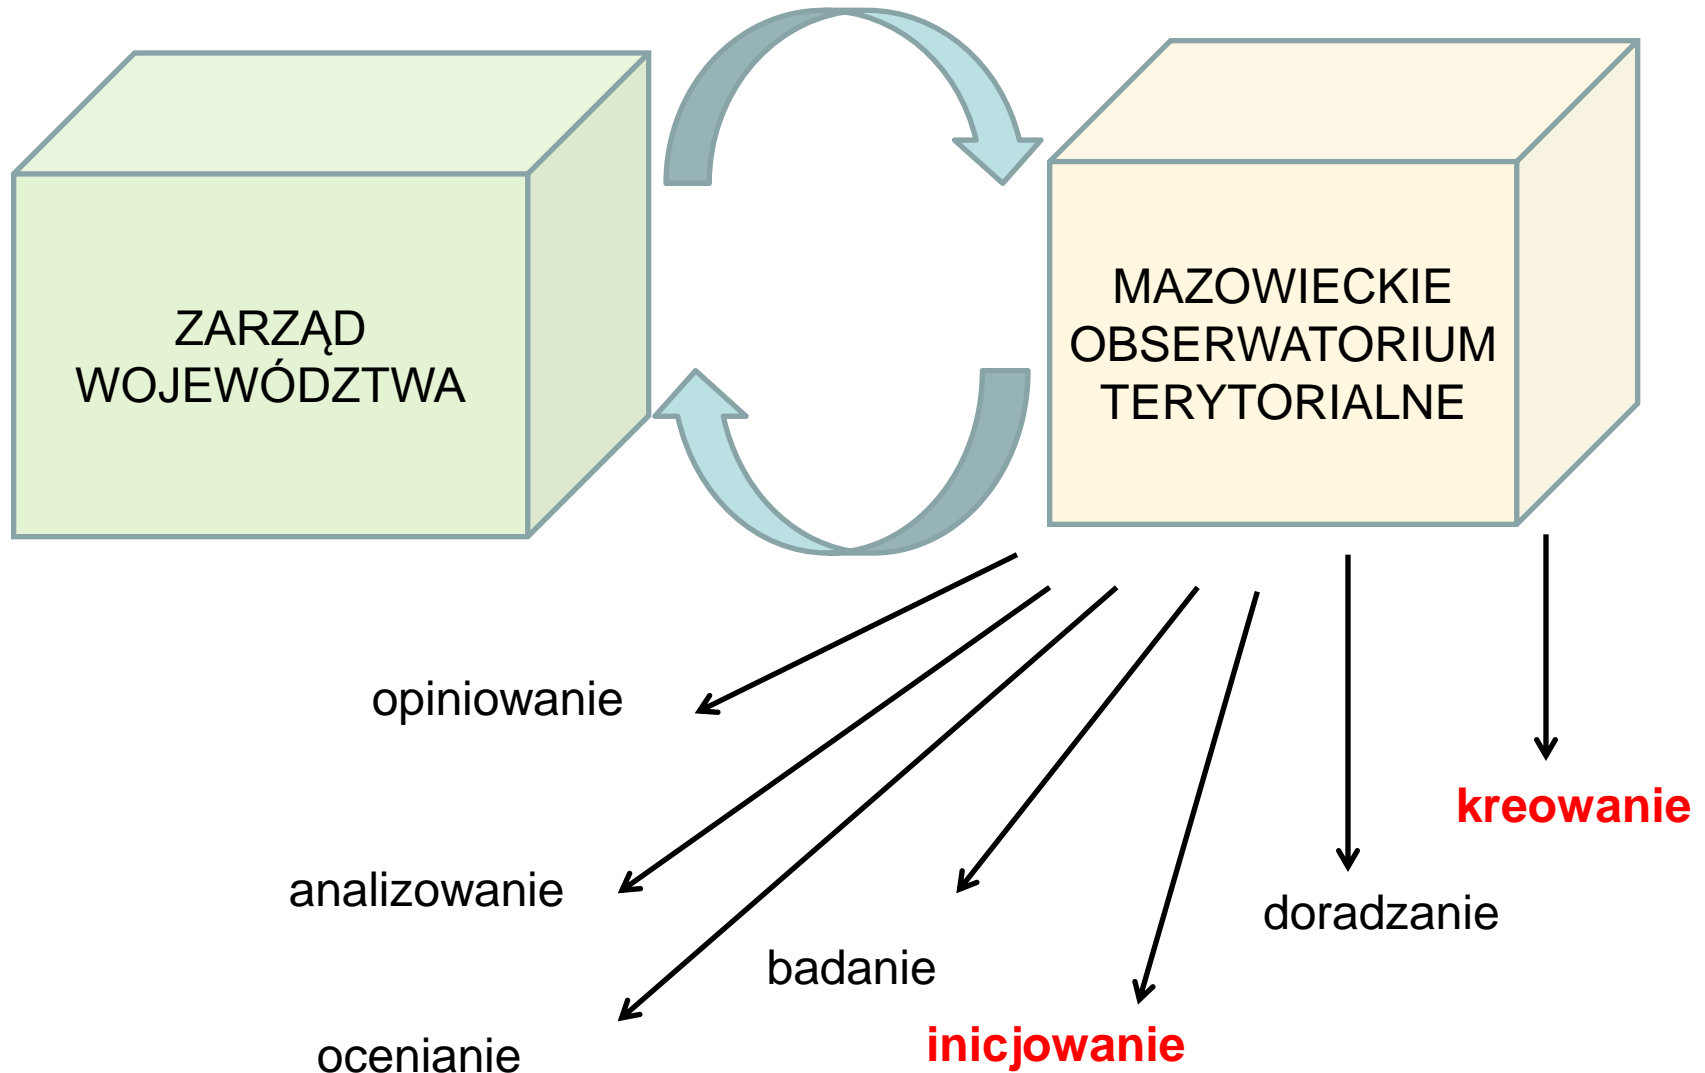 ZARZĄD
WOJEWÓDZTWA
MAZOWIECKIE
OBSERWATORIUM
TERYTORIALNE
opiniowanie
kreowanie
analizowanie
doradzanie
badanie
inicjowanie
ocenianie